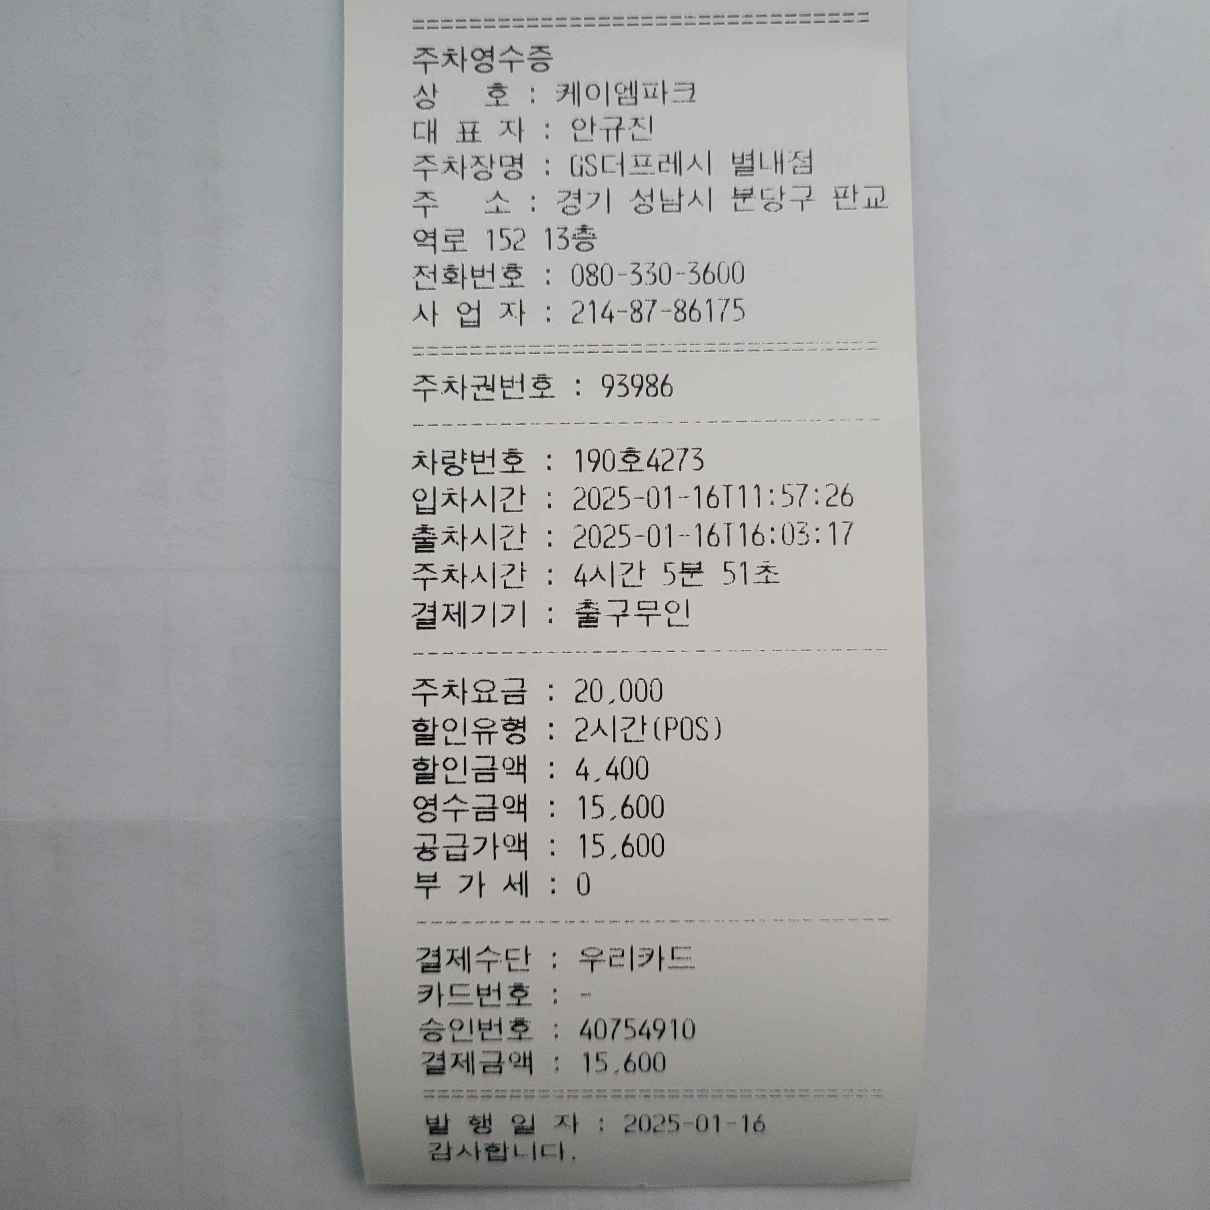 ================================
주차영수증
상 호 : 케이엠파크
대 표 자 : 안규진
주차장명 : GS더프레시 별내점
주 소 : 경기 성남시 분당구 판교
역로 152 13층
전화번호 : 080-330-3600
사 업 자 : 214-87-86175
================================
주차권번호 : 93986
--------------------------------
차량번호 : 190호4273
입차시간 : 2025-01-16T11:57:26
출차시간 : 2025-01-16T16:03:17
주차시간 : 4시간 5분 51초
결제기기 : 출구무인
--------------------------------
주차요금 : 20,000
할인유형 : 2시간(POS)
할인금액 : 4,400
영수금액 : 15,600
공급가액 : 15,600
부 가 세 : 0
--------------------------------
결제수단 : 우리카드
카드번호 : -
승인번호 : 40754910
결제금액 : 15,600
================================
발 행 일 자 : 2025-01-16
감사합니다.